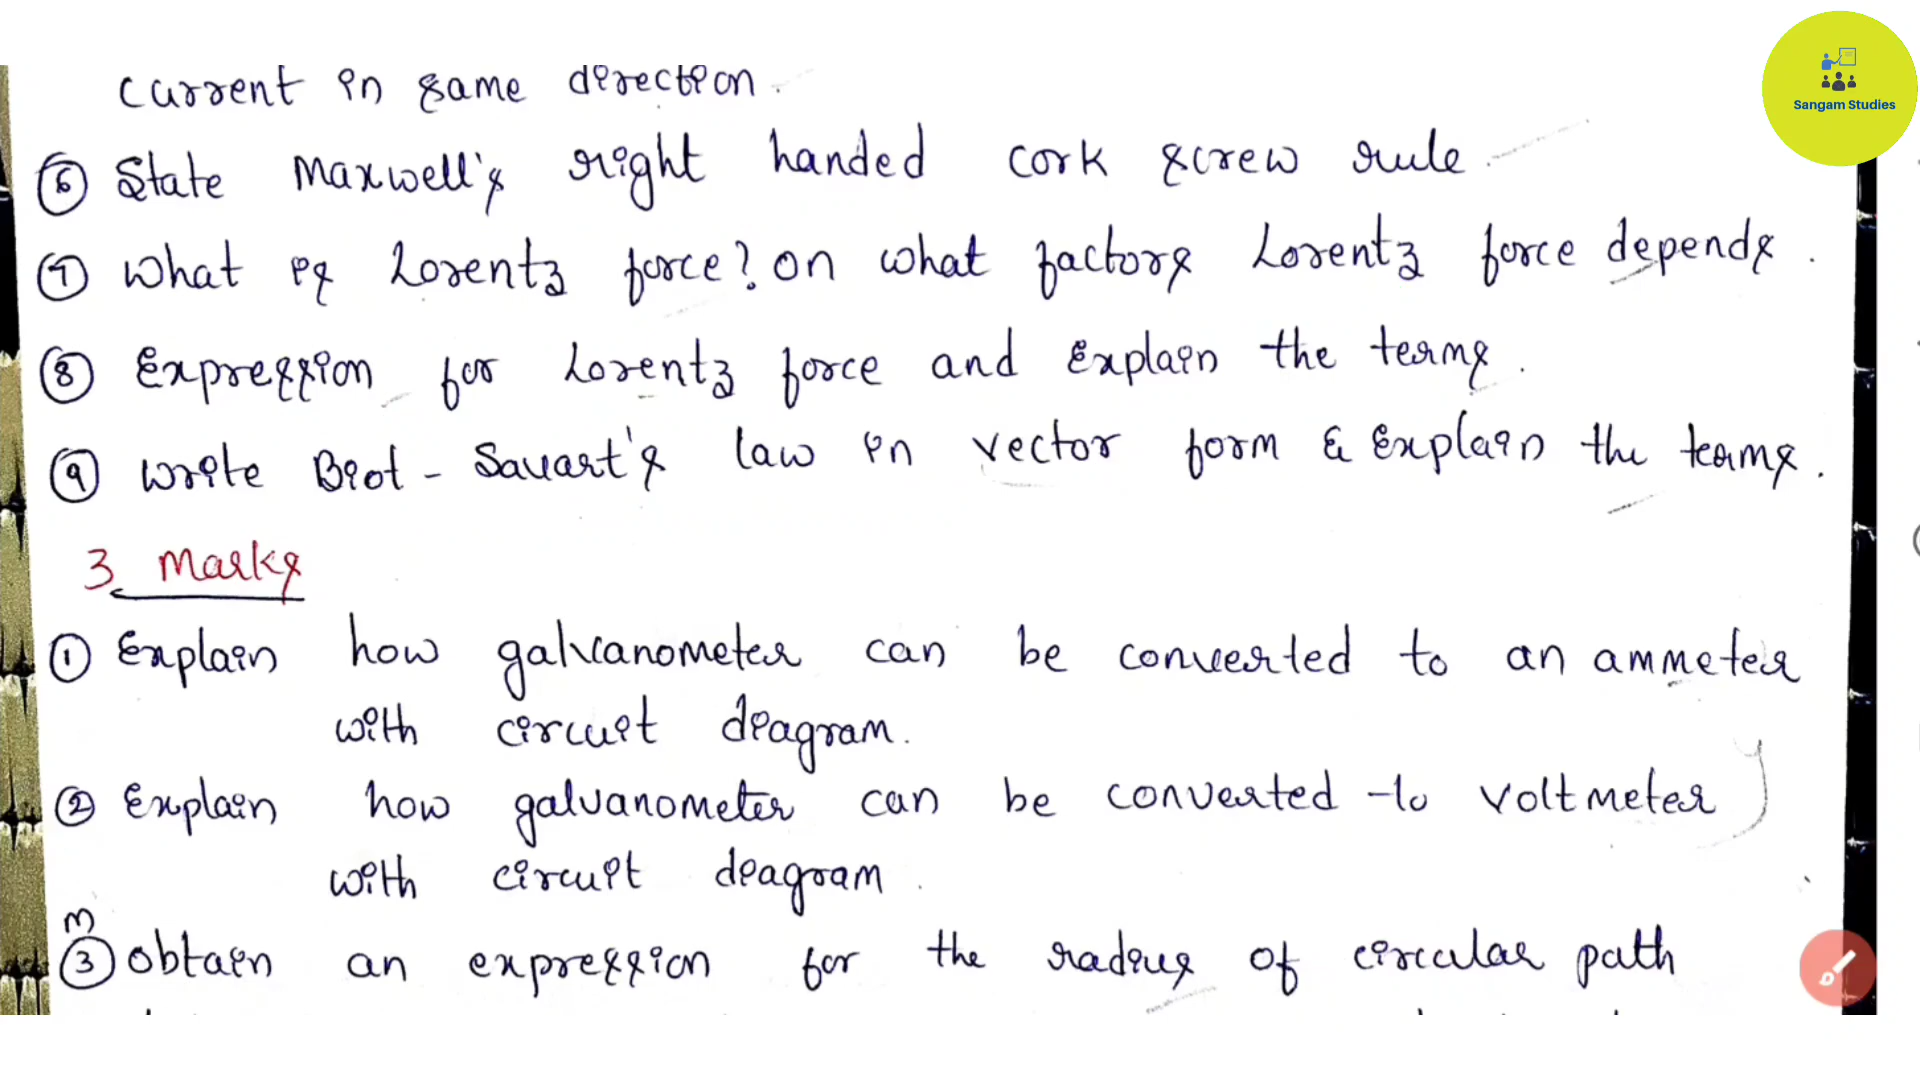 current in same direction.
Sangam Studies
⑥ State Maxwell's right handed cork screw rule.
⑦ What is Lorentz force? on what factors Lorentz force depends.
⑧ Expression for Lorentz force and Explain the terms.
⑨ Write Biot - Savart's law in vector form & Explain the terms.
3 Marks
① Explain how galvanometer can be converted to an ammeter
with circuit diagram.
② Explain how galvanometer can be converted to voltmeter
with circuit diagram.
M
③ obtain an expression for the radius of circular path